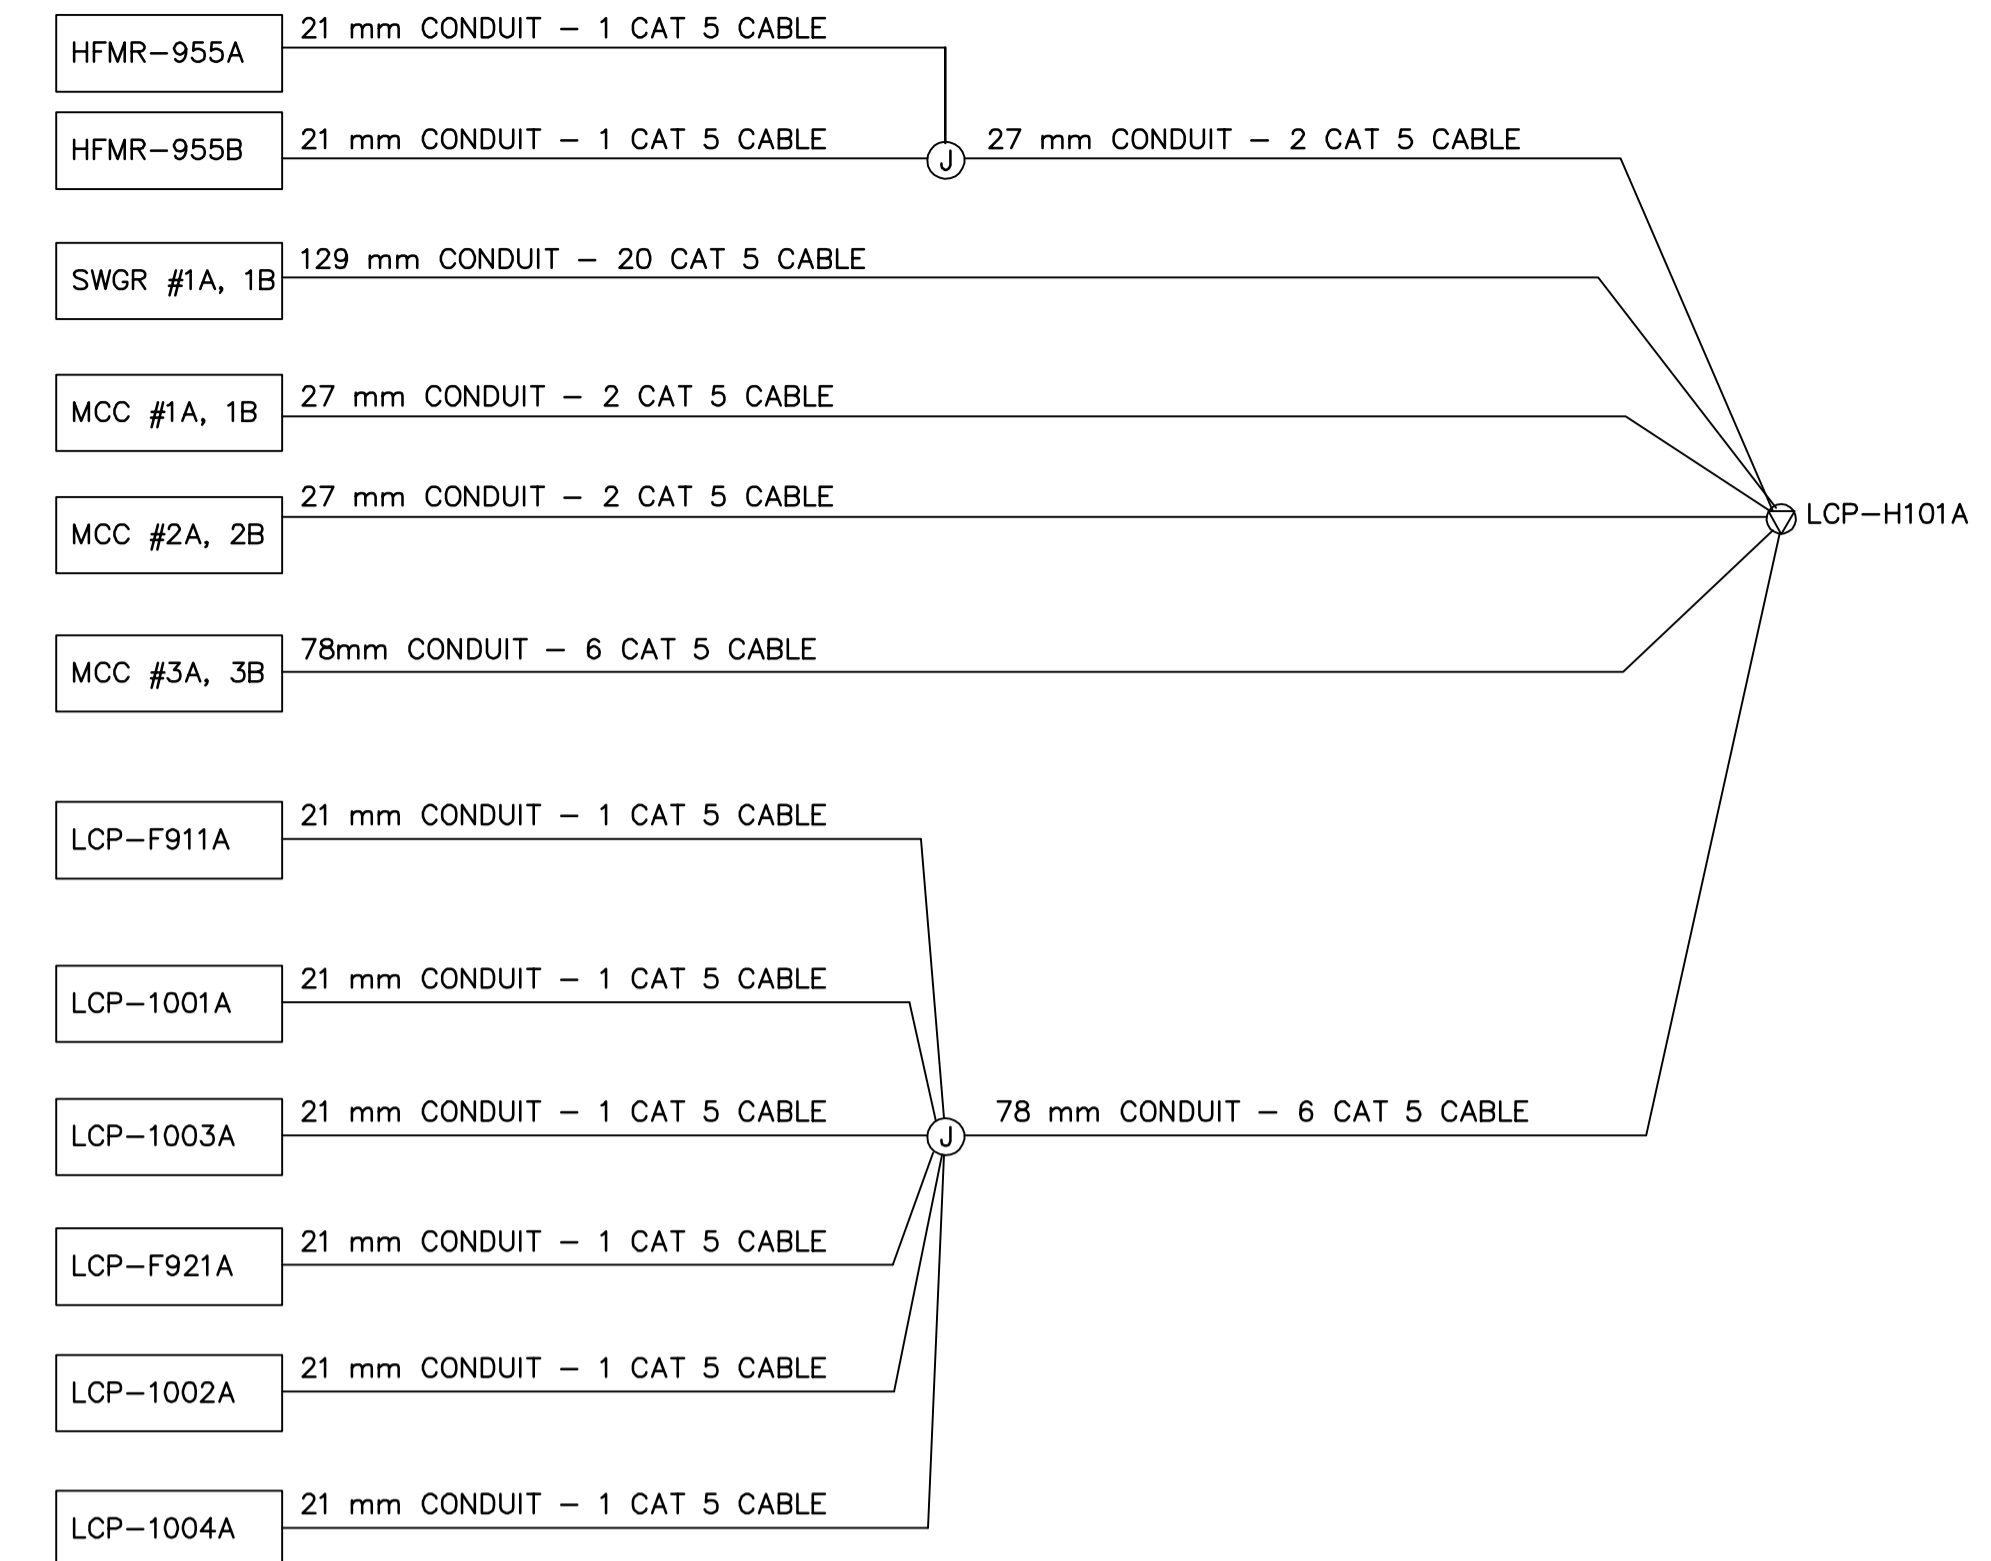 21 mm CONDUIT - 1 CAT 5 CABLE
HFMR-955A
21 mm CONDUIT - 1 CAT 5 CABLE
27 mm CONDUIT - 2 CAT 5 CABLE
HFMR-955B
J
129 mm CONDUIT - 20 CAT 5 CABLE
SWGR #1A, 1B
27 mm CONDUIT - 2 CAT 5 CABLE
MCC #1A, 1B
27 mm CONDUIT - 2 CAT 5 CABLE
LCP-H101A
MCC #2A, 2B
78mm CONDUIT - 6 CAT 5 CABLE
MCC #3A, 3B
21 mm CONDUIT - 1 CAT 5 CABLE
LCP-F911A
21 mm CONDUIT - 1 CAT 5 CABLE
LCP-1001A
21 mm CONDUIT - 1 CAT 5 CABLE
78 mm CONDUIT - 6 CAT 5 CABLE
LCP-1003A
J
21 mm CONDUIT - 1 CAT 5 CABLE
LCP-F921A
21 mm CONDUIT - 1 CAT 5 CABLE
LCP-1002A
21 mm CONDUIT - 1 CAT 5 CABLE
LCP-1004A